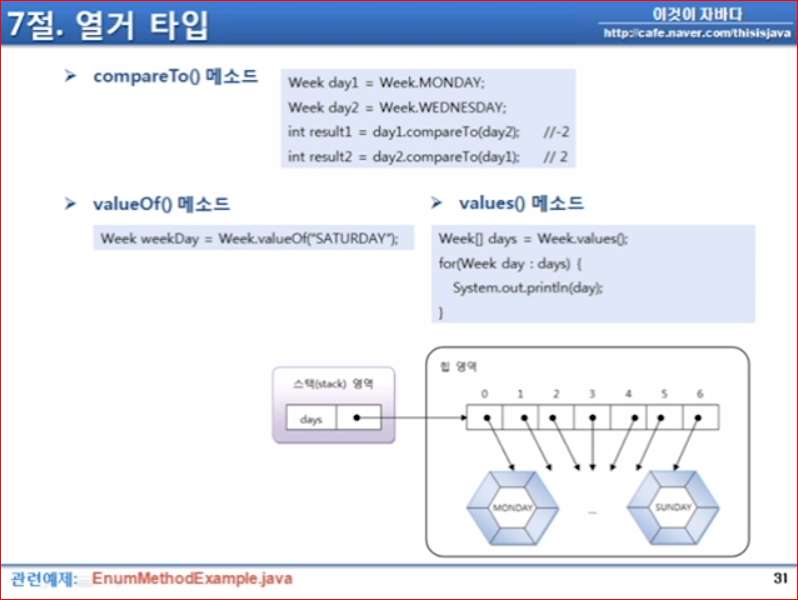 7절. 열거 타입
이것이 자바다
http://cafe.naver.com/thisisjava
compareTo() 메소드
Week day1 = Week.MONDAY;
Week day2 = Week.WEDNESDAY;
int result1 = day1.compareTo(day2); //-2
int result2 = day2.compareTo(day1); // 2
valueOf() 메소드
Week weekDay = Week.valueOf("SATURDAY");
values() 메소드
Week[] days = Week.values();
for(Week day : days) {
System.out.println(day);
}
스택(stack) 영역
days
힙 영역
0 1 2 3 4 5 6
MONDAY ... SUNDAY
관련예제: EnumMethodExample.java
31